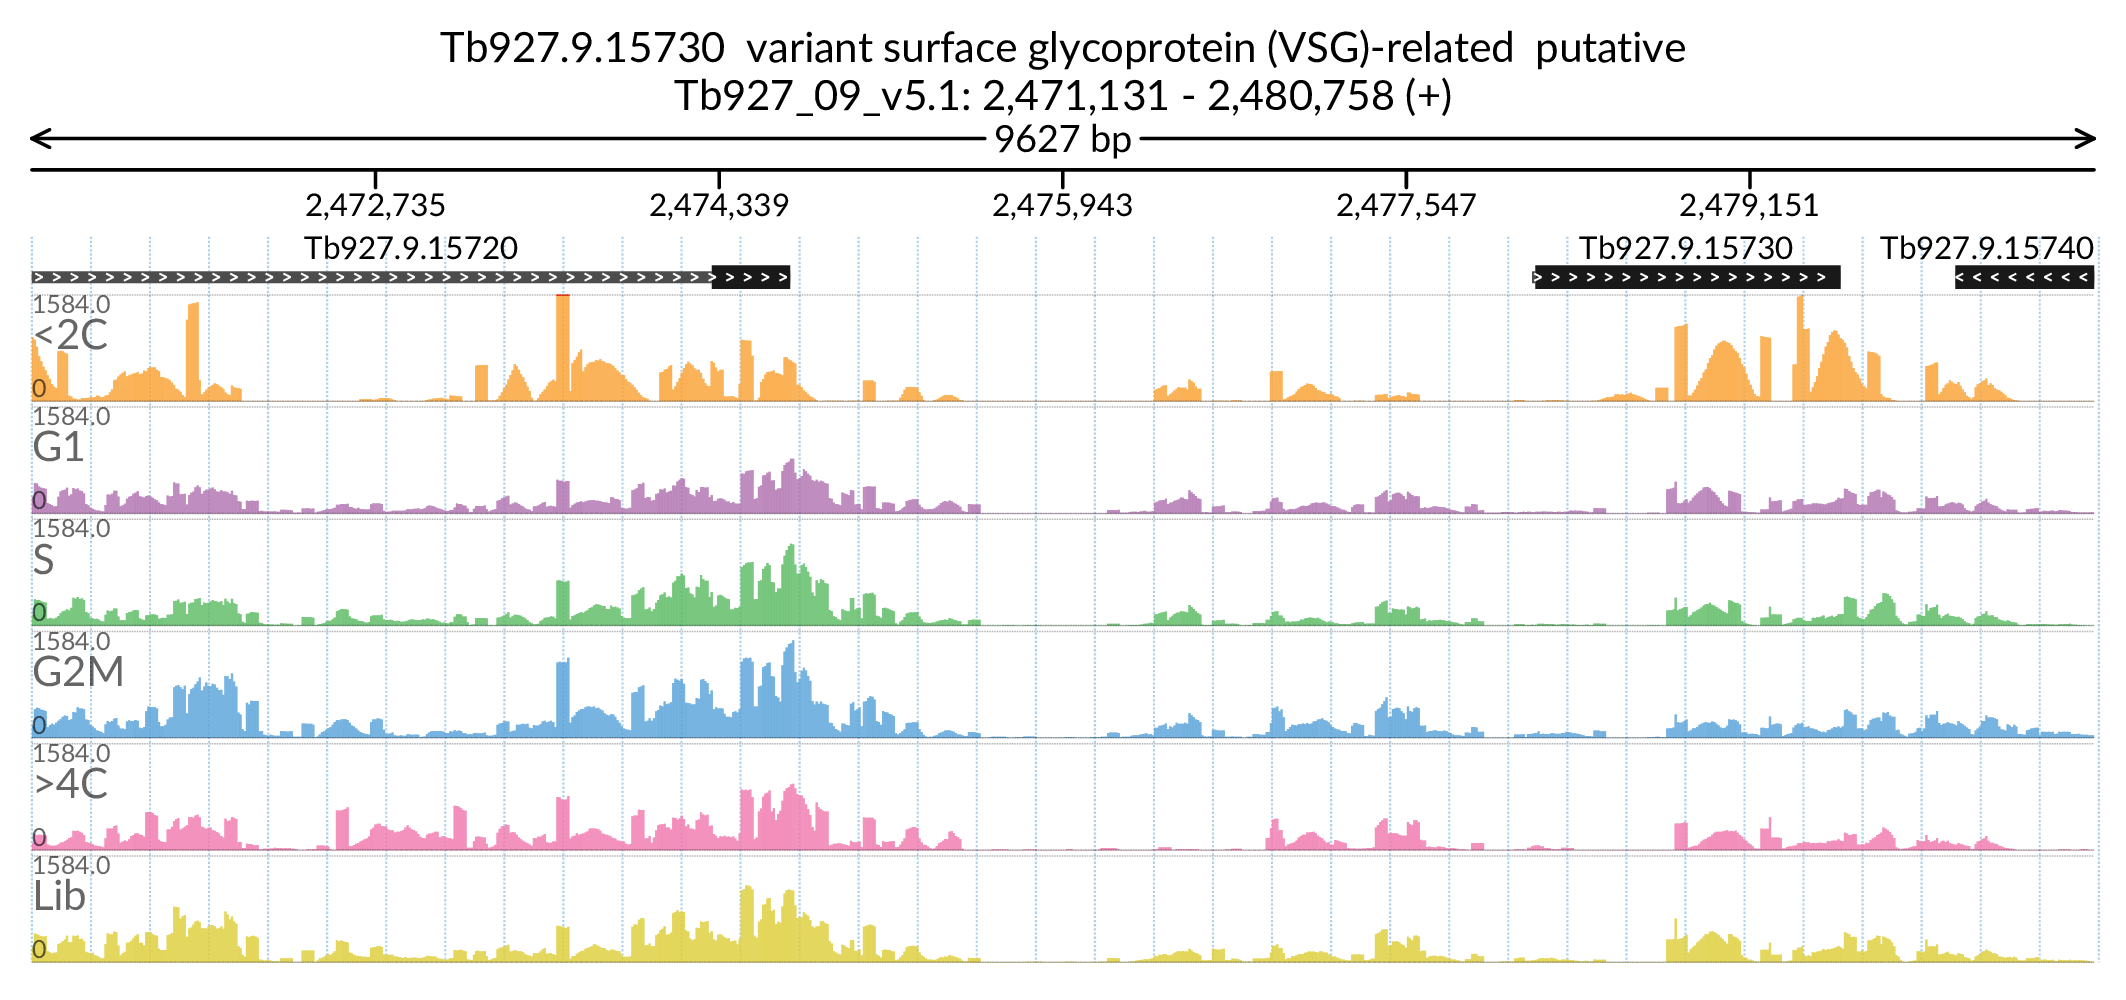 Tb927.9.15730  variant surface glycoprotein (VSG)-related  putative
Tb927_09_v5.1: 2,471,131 - 2,480,758 (+)
9627 bp
2,472,735 2,474,339 2,475,943 2,477,547 2,479,151
Tb927.9.15720 Tb927.9.15730 Tb927.9.15740
1584.0
<2C
0
1584.0
G1
0
1584.0
S
0
1584.0
G2M
0
1584.0
>4C
0
1584.0
Lib
0